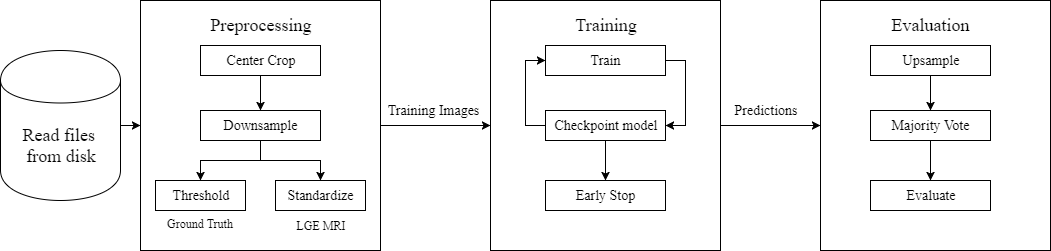 Read files
from disk
Preprocessing
Center Crop
Downsample
Threshold
Standardize
Ground Truth
LGE MRI
Training Images
Training
Train
Checkpoint model
Early Stop
Predictions
Evaluation
Upsample
Majority Vote
Evaluate